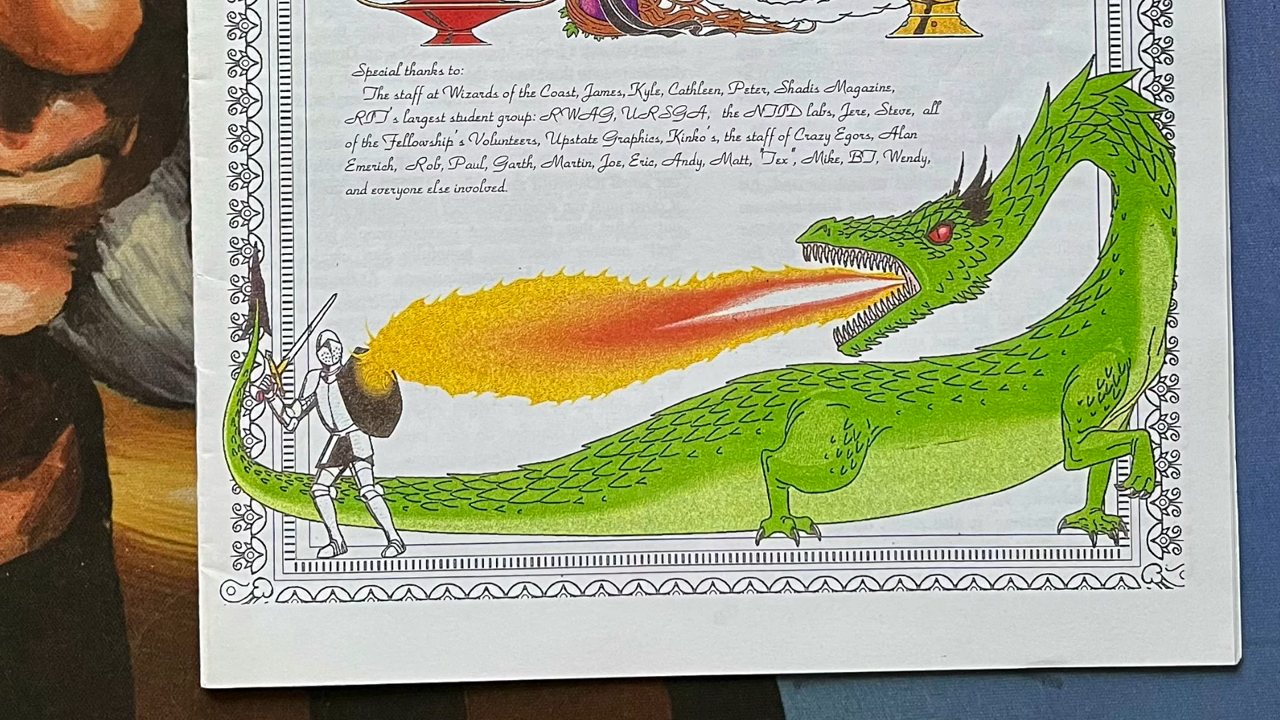 Special thanks to:
The staff at Wizards of the Coast, James, Kyle, Cathleen, Peter, Shadis Magazine,
RIT's largest student group: RWAG, URSGA, the NTID labs, Jere, Steve, all
of the Fellowship's Volunteers, Upstate Graphics, Kinko's, the staff of Crazy Egors, Alan
Emerich, Rob, Paul, Garth, Martin, Joe, Eric, Andy, Matt, "Tex", Mike, BJ, Wendy,
and everyone else involved.